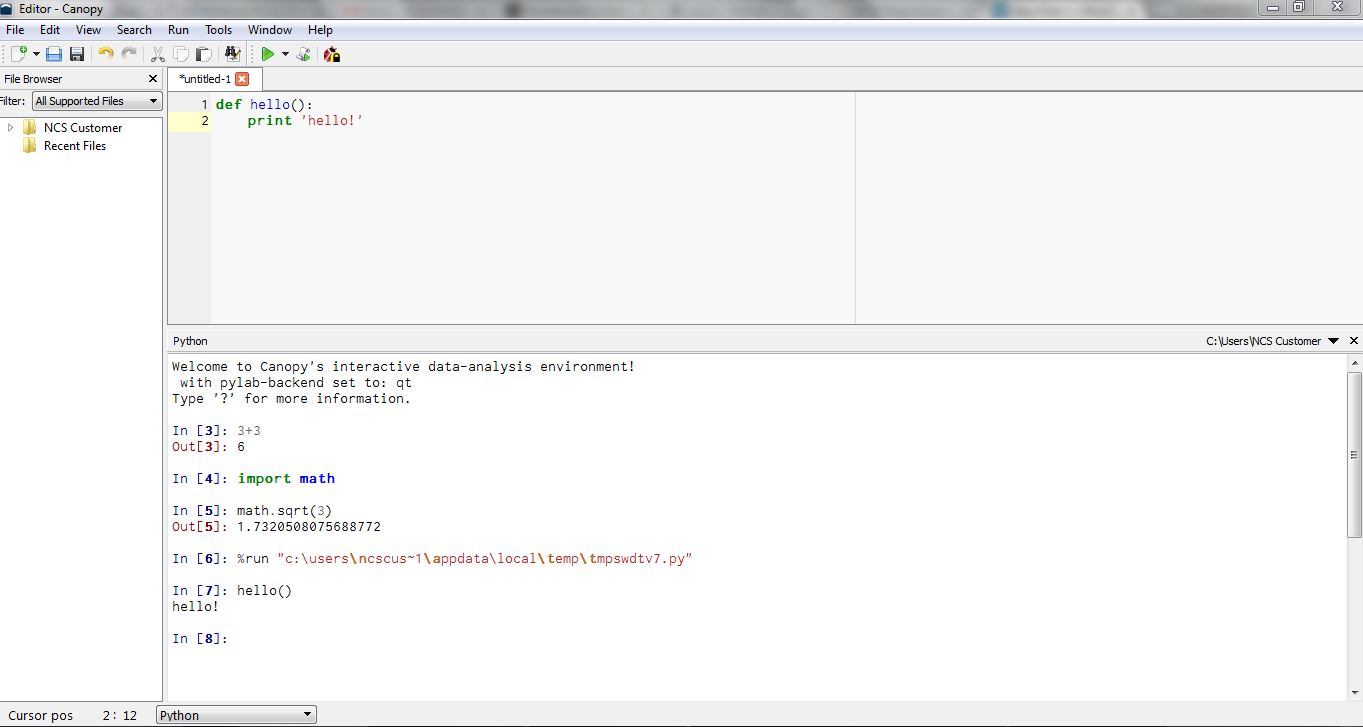 Editor - Canopy
File Edit View Search Run Tools Window Help
File Browser
*untitled-1
Filter: All Supported Files
NCS Customer
Recent Files
1 def hello():
2     print 'hello!'
Python C:\Users\NCS Customer
Welcome to Canopy's interactive data-analysis environment!
 with pylab-backend set to: qt
Type '?' for more information.
In [3]: 3+3
Out[3]: 6
In [4]: import math
In [5]: math.sqrt(3)
Out[5]: 1.7320508075688772
In [6]: %run "c:\users\ncscus~1\appdata\local\temp\tmpswdtv7.py"
In [7]: hello()
hello!
In [8]:
Cursor pos 2: 12 Python